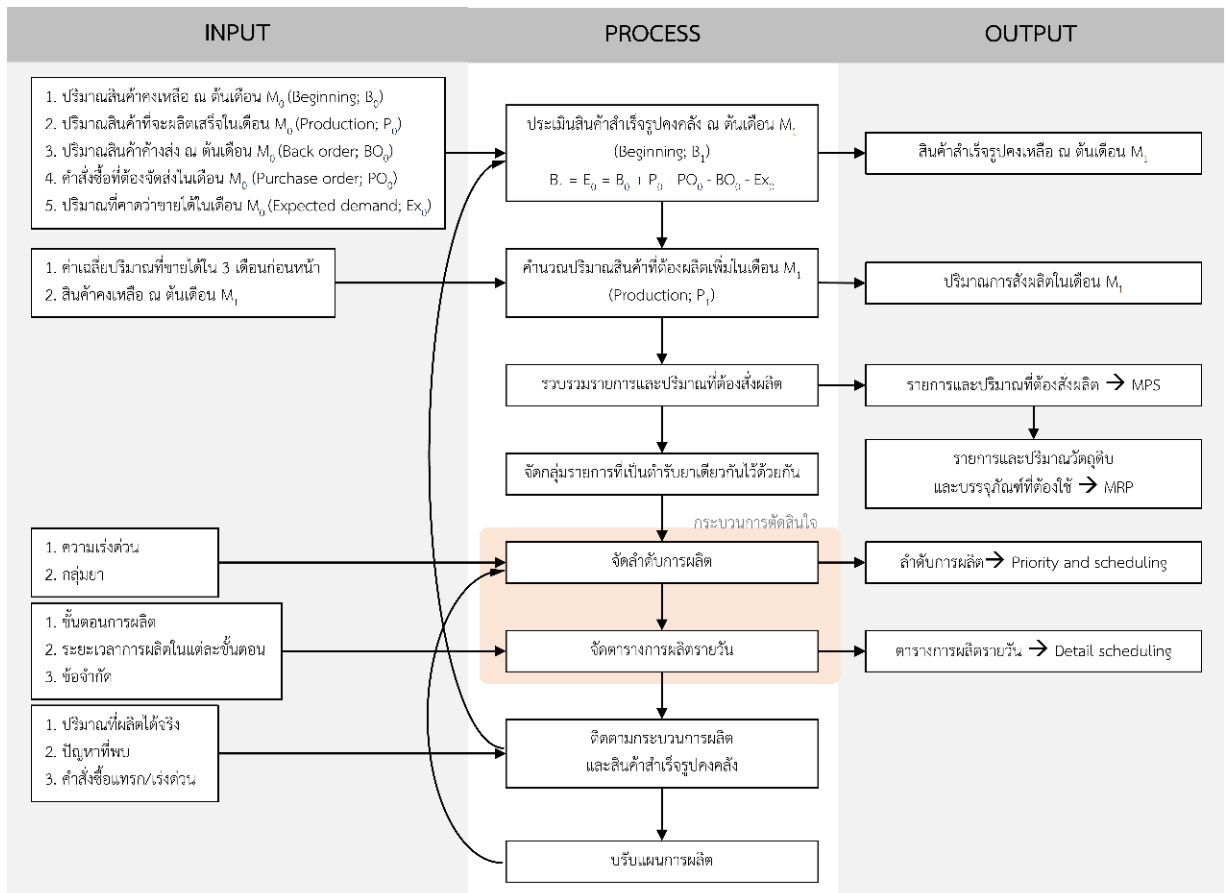 INPUT
PROCESS
OUTPUT
1. ปริมาณสินค้าคงเหลือ ณ ต้นเดือน M₀ (Beginning; B₀)
2. ปริมาณสินค้าที่จะผลิตเสร็จในเดือน M₀ (Production; P₀)
3. ปริมาณสินค้าค้างส่ง ณ ต้นเดือน M₀ (Back order; BO₀)
4. คำสั่งซื้อที่ต้องจัดส่งในเดือน M₀ (Purchase order; PO₀)
5. ปริมาณที่คาดว่าขายได้ในเดือน M₀ (Expected demand; Ex₀)
ประเมินสินค้าสำเร็จรูปคงคลัง ณ ต้นเดือน M
(Beginning; B₁)
B = E₀ = B₀ + P₀ PO₀ - BO₀ - Ex₀
สินค้าสำเร็จรูปคงเหลือ ณ ต้นเดือน M₁
1. ค่าเฉลี่ยปริมาณที่ขายได้ใน 3 เดือนก่อนหน้า
2. สินค้าคงเหลือ ณ ต้นเดือน M₁
คำนวณปริมาณสินค้าที่ต้องผลิตเพิ่มในเดือน M₁
(Production; P₁)
ปริมาณการสั่งผลิตในเดือน M₁
รวบรวมรายการและปริมาณที่ต้องสั่งผลิต
รายการและปริมาณที่ต้องสั่งผลิต → MPS
จัดกลุ่มรายการที่เป็นตำรับยาเดียวกันไว้ด้วยกัน
รายการและปริมาณวัตถุดิบ
และบรรจุภัณฑ์ที่ต้องใช้ → MRP
กระบวนการตัดสินใจ
1. ความเร่งด่วน
2. กลุ่มยา
จัดลำดับการผลิต
ลำดับการผลิต → Priority and scheduling
1. ขั้นตอนการผลิต
2. ระยะเวลาการผลิตในแต่ละขั้นตอน
3. ข้อจำกัด
จัดตารางการผลิตรายวัน
ตารางการผลิตรายวัน → Detail scheduling
1. ปริมาณที่ผลิตได้จริง
2. ปัญหาที่พบ
3. คำสั่งซื้อแทรก/เร่งด่วน
ติดตามกระบวนการผลิต
และสินค้าสำเร็จรูปคงคลัง
ปรับแผนการผลิต